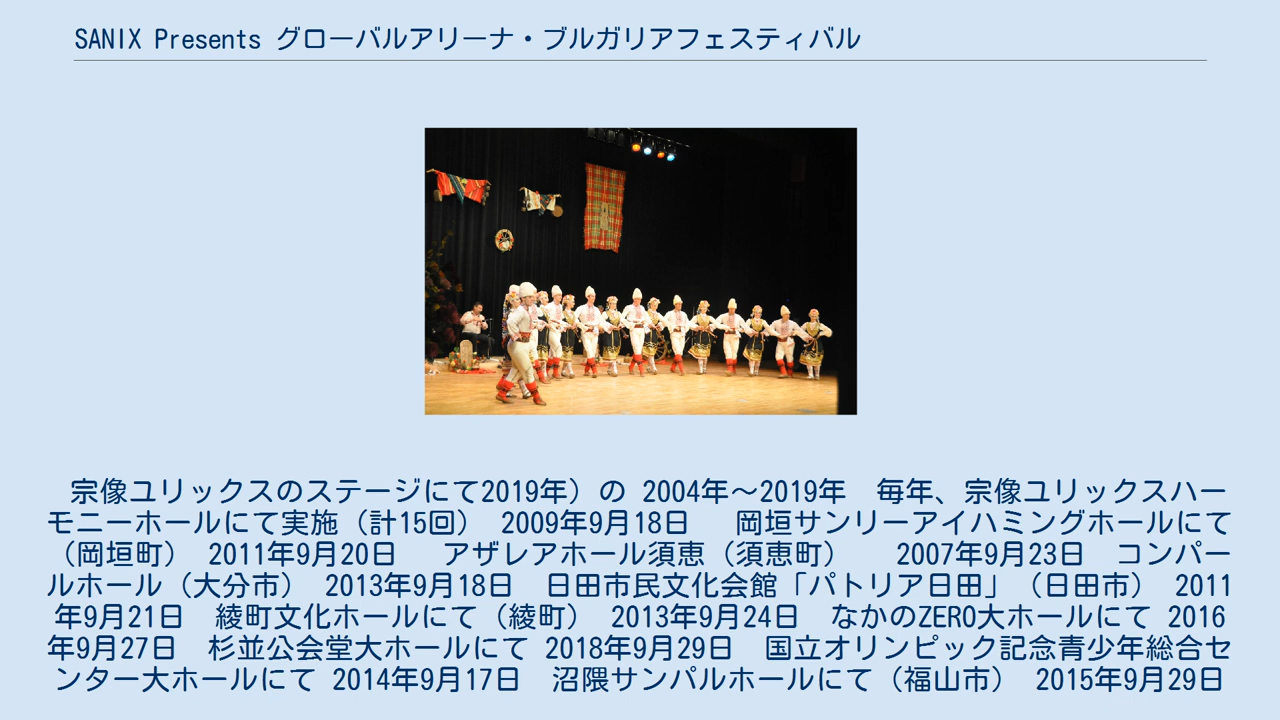 SANIX Presents グローバルアリーナ・ブルガリアフェスティバル
宗像ユリックスのステージにて2019年）の 2004年～2019年　毎年、宗像ユリックスハー
モニーホールにて実施（計15回） 2009年9月18日　 岡垣サンリーアイハミングホールにて
（岡垣町） 2011年9月20日　 アザレアホール須恵（須恵町）　 2007年9月23日　コンパー
ルホール（大分市） 2013年9月18日　日田市民文化会館「パトリア日田」（日田市） 2011
年9月21日　綾町文化ホールにて（綾町） 2013年9月24日　なかのZERO大ホールにて 2016
年9月27日　杉並公会堂大ホールにて 2018年9月29日　国立オリンピック記念青少年総合セ
ンター大ホールにて 2014年9月17日　沼隈サンパルホールにて（福山市） 2015年9月29日